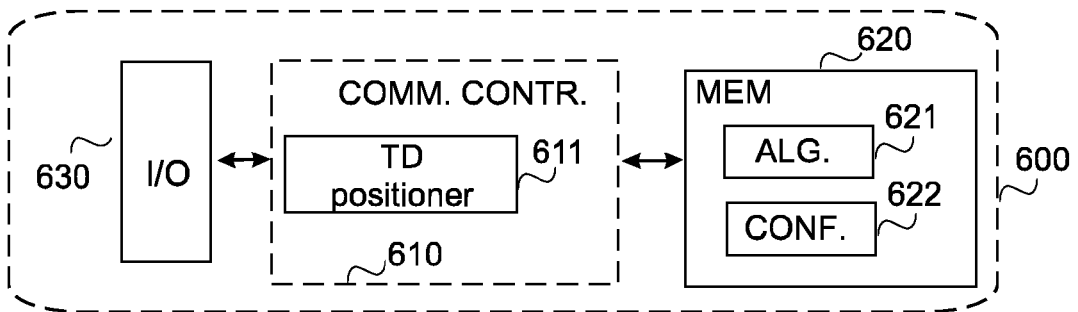 620
COMM. CONTR.
MEM
630
I/O
TD
positioner
611
ALG.
621
600
CONF.
622
610